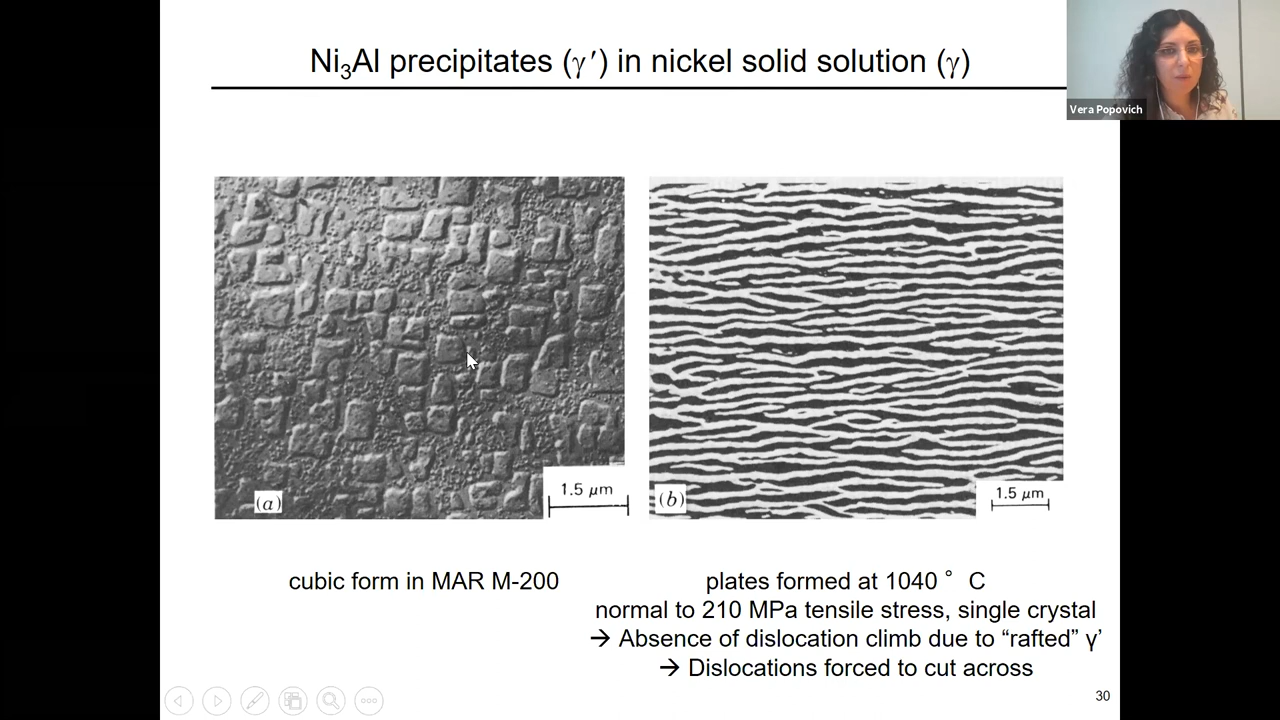 Ni₃Al precipitates (γ′) in nickel solid solution (γ)
Vera Popovich
(a)
1.5 μm
(b)
1.5 μm
cubic form in MAR M-200
plates formed at 1040 ° C
normal to 210 MPa tensile stress, single crystal
→ Absence of dislocation climb due to “rafted” γ’
→ Dislocations forced to cut across
30